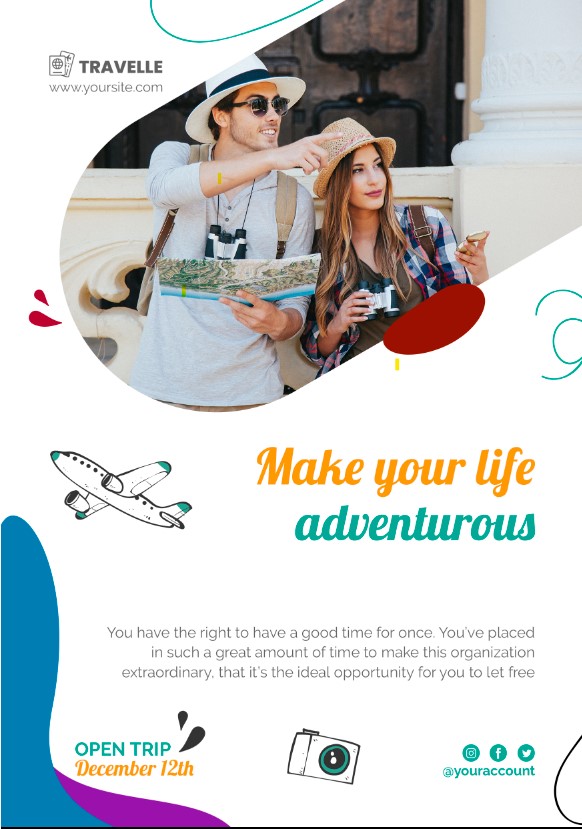 TRAVELLE
www.yoursite.com
Make your life
adventurous
You have the right to have a good time for once. You've placed
in such a great amount of time to make this organization
extraordinary, that it's the ideal opportunity for you to let free
OPEN TRIP
December 12th
@youraccount